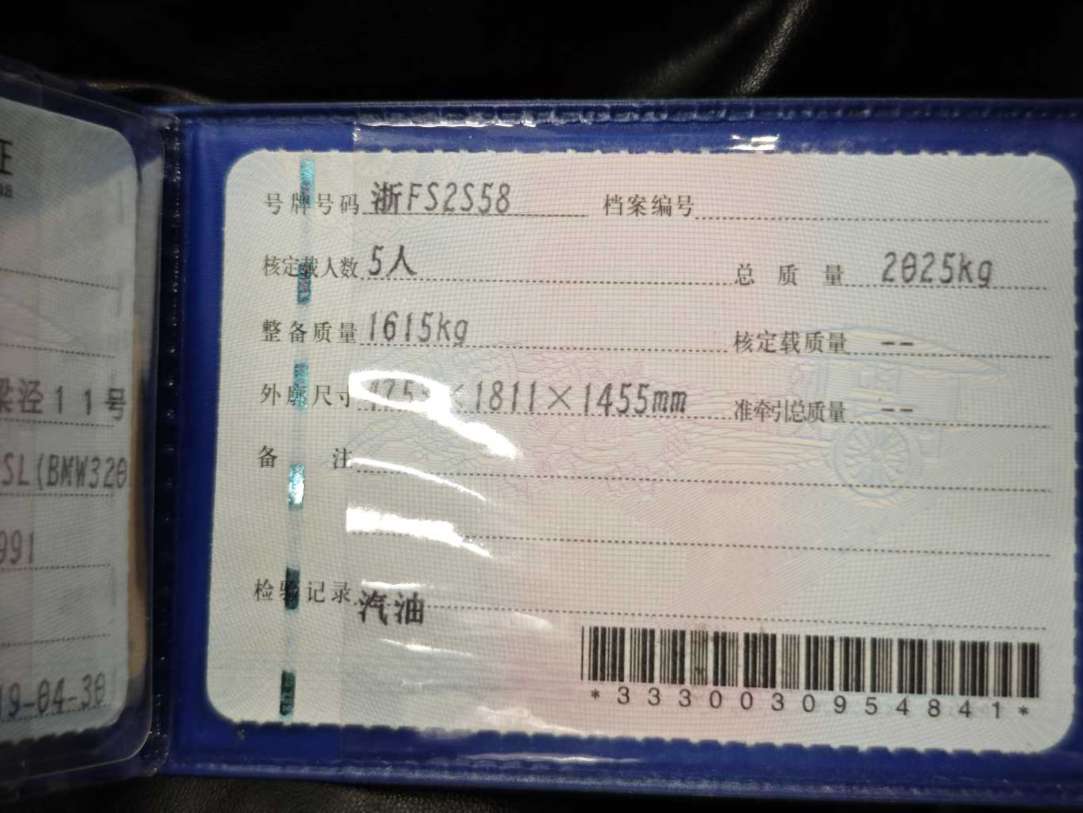 证
梁泾11号
SL(BMW320
991
19-04-30
号牌号码 浙FS2S58 档案编号
核定载人数 5人 总质量 2025kg
整备质量 1615kg 核定载质量 --
外廓尺寸 ×1811×1455mm 准牵引总质量 --
备注
检验记录 汽油
*3330030954841*